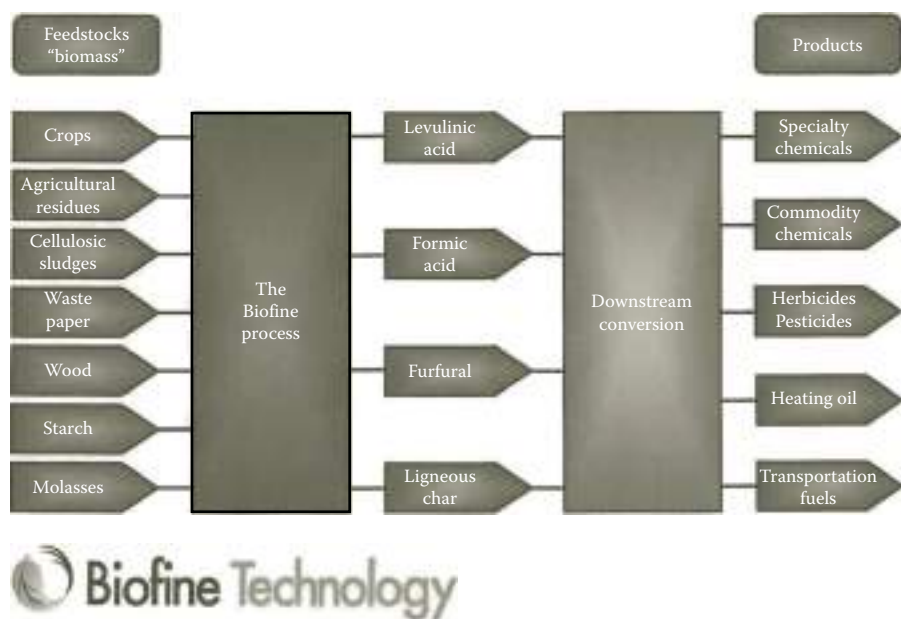 Feedstocks
“biomass”
Products
Crops
Agricultural
residues
Cellulosic
sludges
Waste
paper
Wood
Starch
Molasses
The
Biofine
process
Levulinic
acid
Formic
acid
Furfural
Ligneous
char
Downstream
conversion
Specialty
chemicals
Commodity
chemicals
Herbicides
Pesticides
Heating oil
Transportation
fuels
Biofine Technology